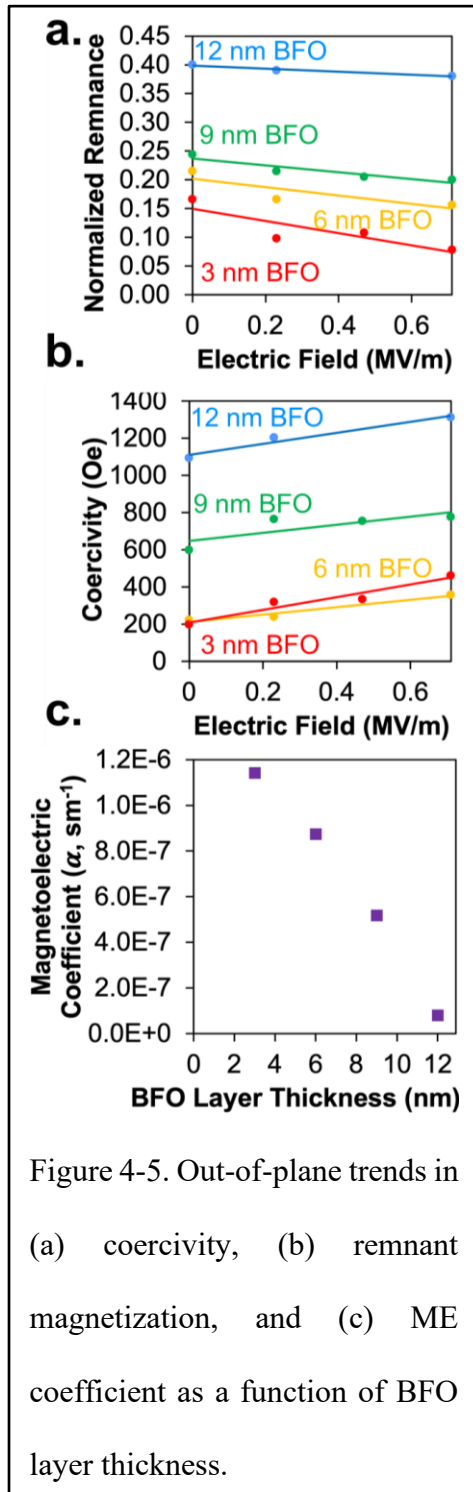 a.
Normalized Remnance
0.45
0.40
0.35
0.30
0.25
0.20
0.15
0.10
0.05
0.00
12 nm BFO
9 nm BFO
6 nm BFO
3 nm BFO
0 0.2 0.4 0.6
Electric Field (MV/m)
b.
Coercivity (Oe)
1400
1200
1000
800
600
400
200
0
12 nm BFO
9 nm BFO
6 nm BFO
3 nm BFO
0 0.2 0.4 0.6
Electric Field (MV/m)
c.
Magnetoelectric
Coefficient (α, sm⁻¹)
1.2E-6
1.0E-6
8.0E-7
6.0E-7
4.0E-7
2.0E-7
0.0E+0
0 2 4 6 8 10 12
BFO Layer Thickness (nm)
Figure 4-5. Out-of-plane trends in
(a) coercivity, (b) remnant
magnetization, and (c) ME
coefficient as a function of BFO
layer thickness.